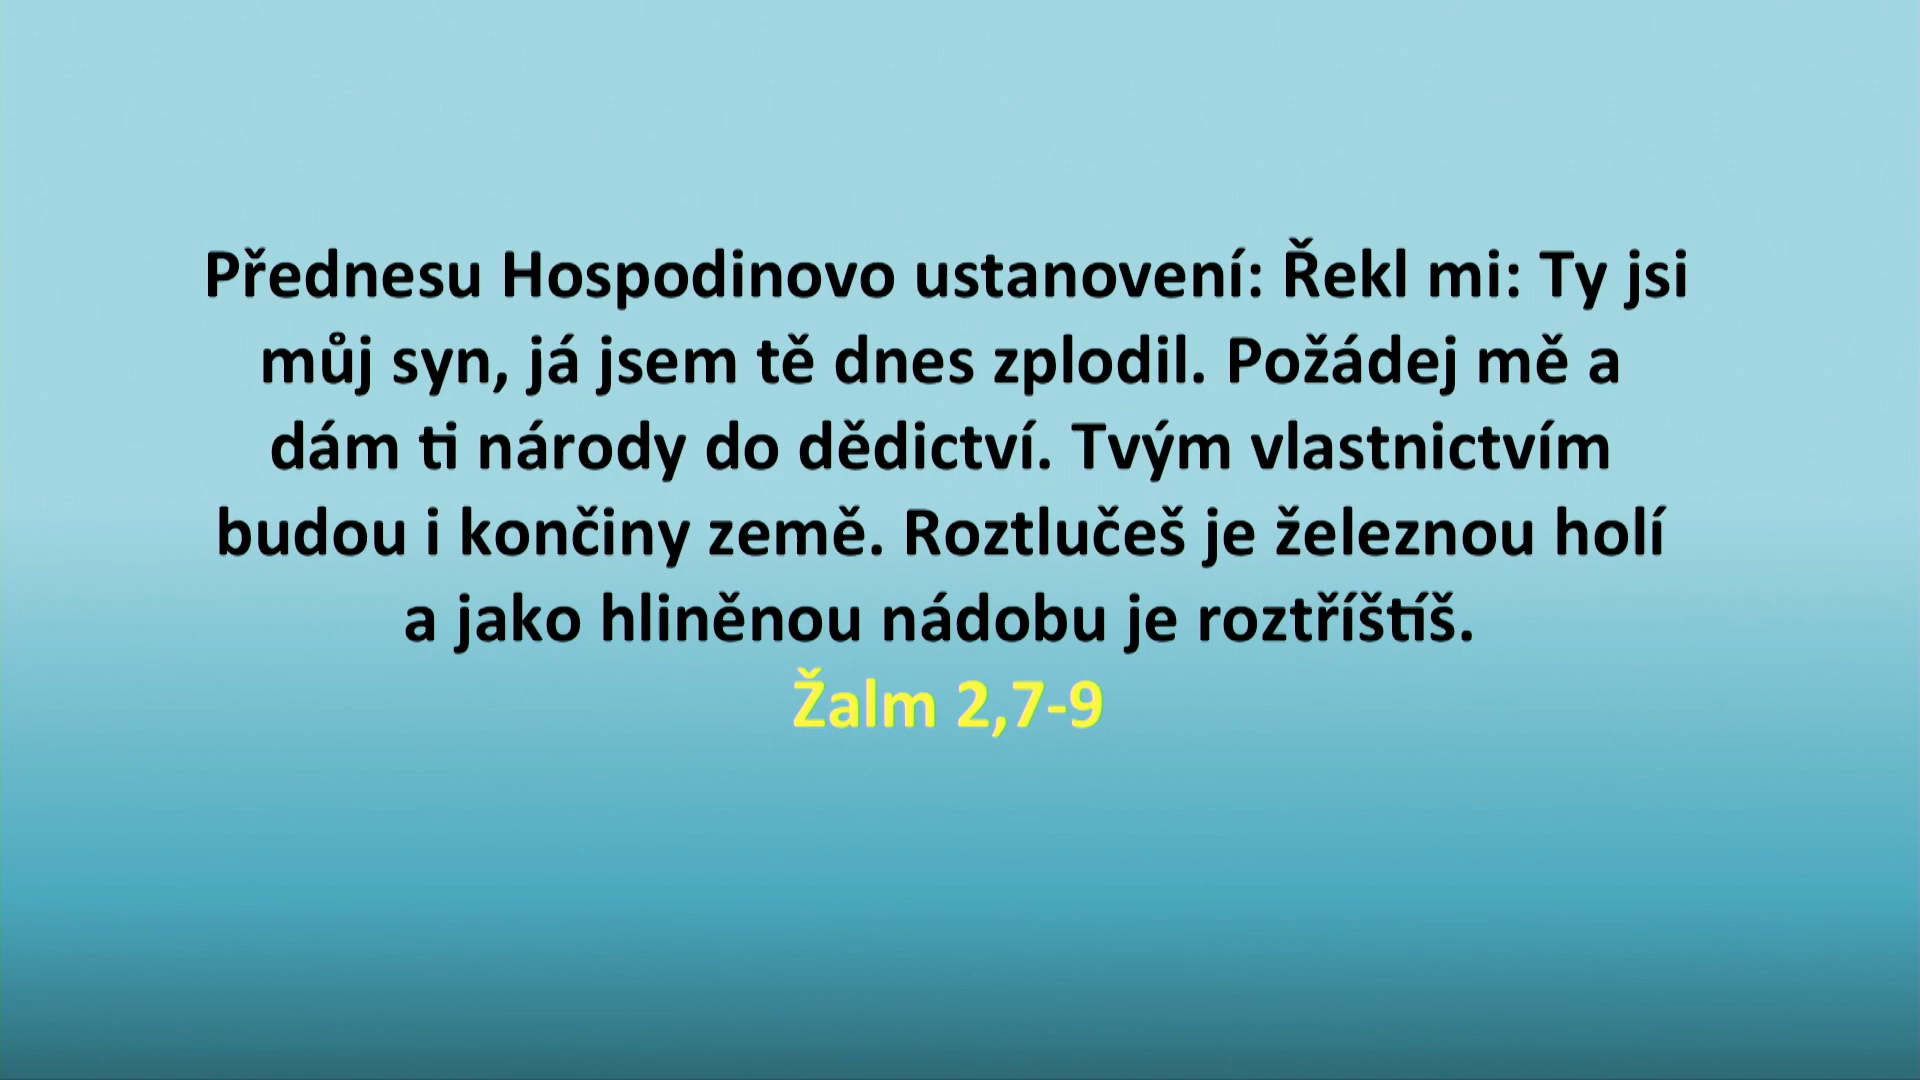 Přednesu Hospodinovo ustanovení: Řekl mi: Ty jsi
můj syn, já jsem tě dnes zplodil. Požádej mě a
dám ti národy do dědictví. Tvým vlastnictvím
budou i končiny země. Roztlučeš je železnou holí
a jako hliněnou nádobu je roztříštíš.
Žalm 2,7-9